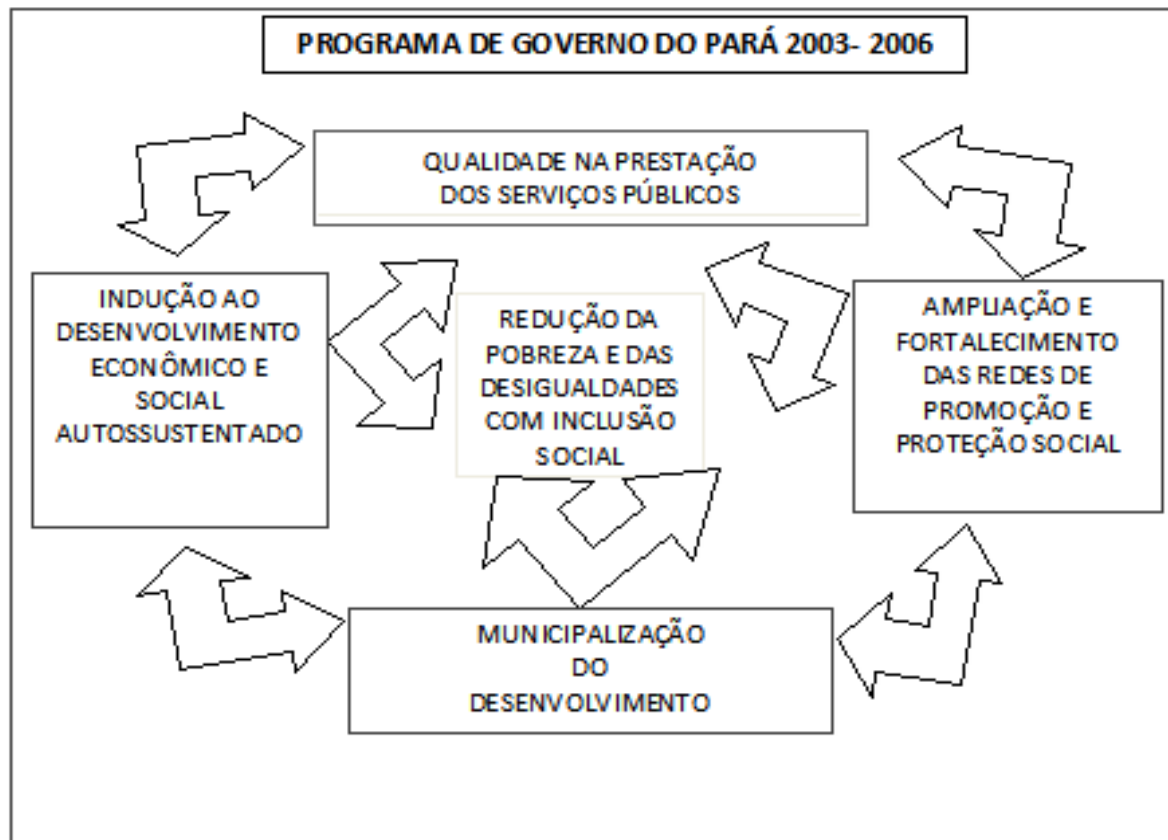 PROGRAMA DE GOVERNO DO PARÁ 2003- 2006
QUALIDADE NA PRESTAÇÃO
DOS SERVIÇOS PÚBLICOS
INDUÇÃO AO
DESENVOLVIMENTO
ECONÔMICO E
SOCIAL
AUTOSSUSTENTADO
REDUÇÃO DA
POBREZA E DAS
DESIGUALDADES
COM INCLUSÃO
SOCIAL
AMPLIAÇÃO E
FORTALECIMENTO
DAS REDES DE
PROMOÇÃO E
PROTEÇÃO SOCIAL
MUNICIPALIZAÇÃO
DO
DESENVOLVIMENTO